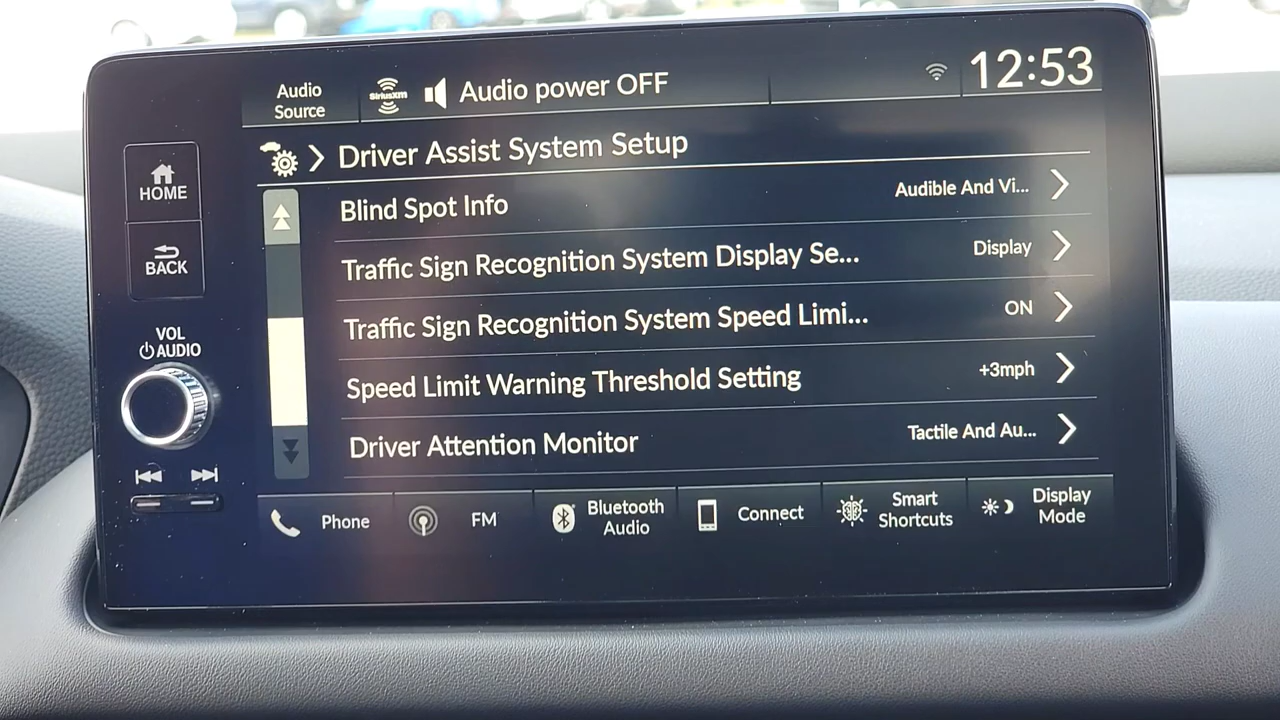 Audio
Source
SiriusXM
Audio power OFF
12:53
HOME
BACK
VOL
AUDIO
Driver Assist System Setup
Blind Spot Info
Audible And Vi...
Traffic Sign Recognition System Display Se...
Display
Traffic Sign Recognition System Speed Limi...
ON
Speed Limit Warning Threshold Setting
+3mph
Driver Attention Monitor
Tactile And Au...
Phone
FM
Bluetooth
Audio
Connect
Smart
Shortcuts
Display
Mode